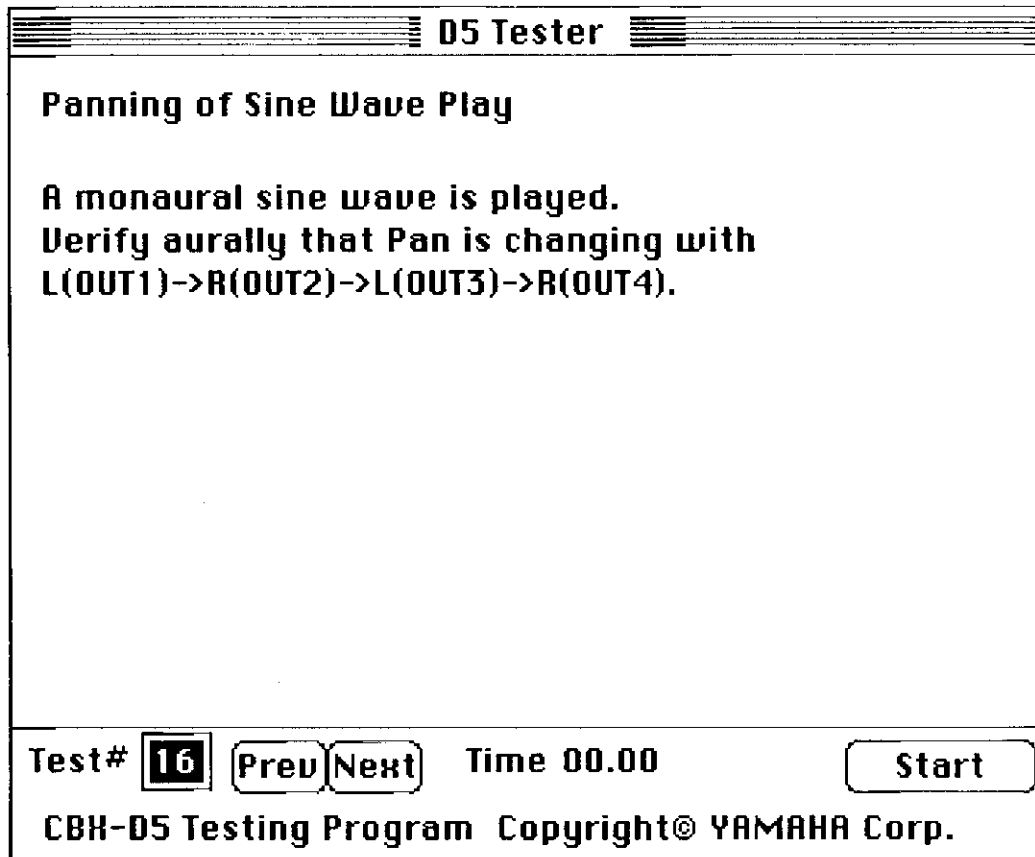 D5 Tester
Panning of Sine Wave Play
A monaural sine wave is played.
Verify aurally that Pan is changing with
L(OUT1)->R(OUT2)->L(OUT3)->R(OUT4).
Test# 16 Prev Next Time 00.00 Start
CBX-D5 Testing Program Copyright© YAMAHA Corp.